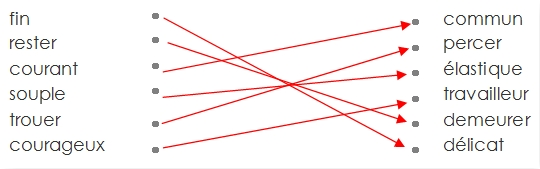 fin commun
rester percer
courant élastique
souple travailleur
trouer demeurer
courageux délicat